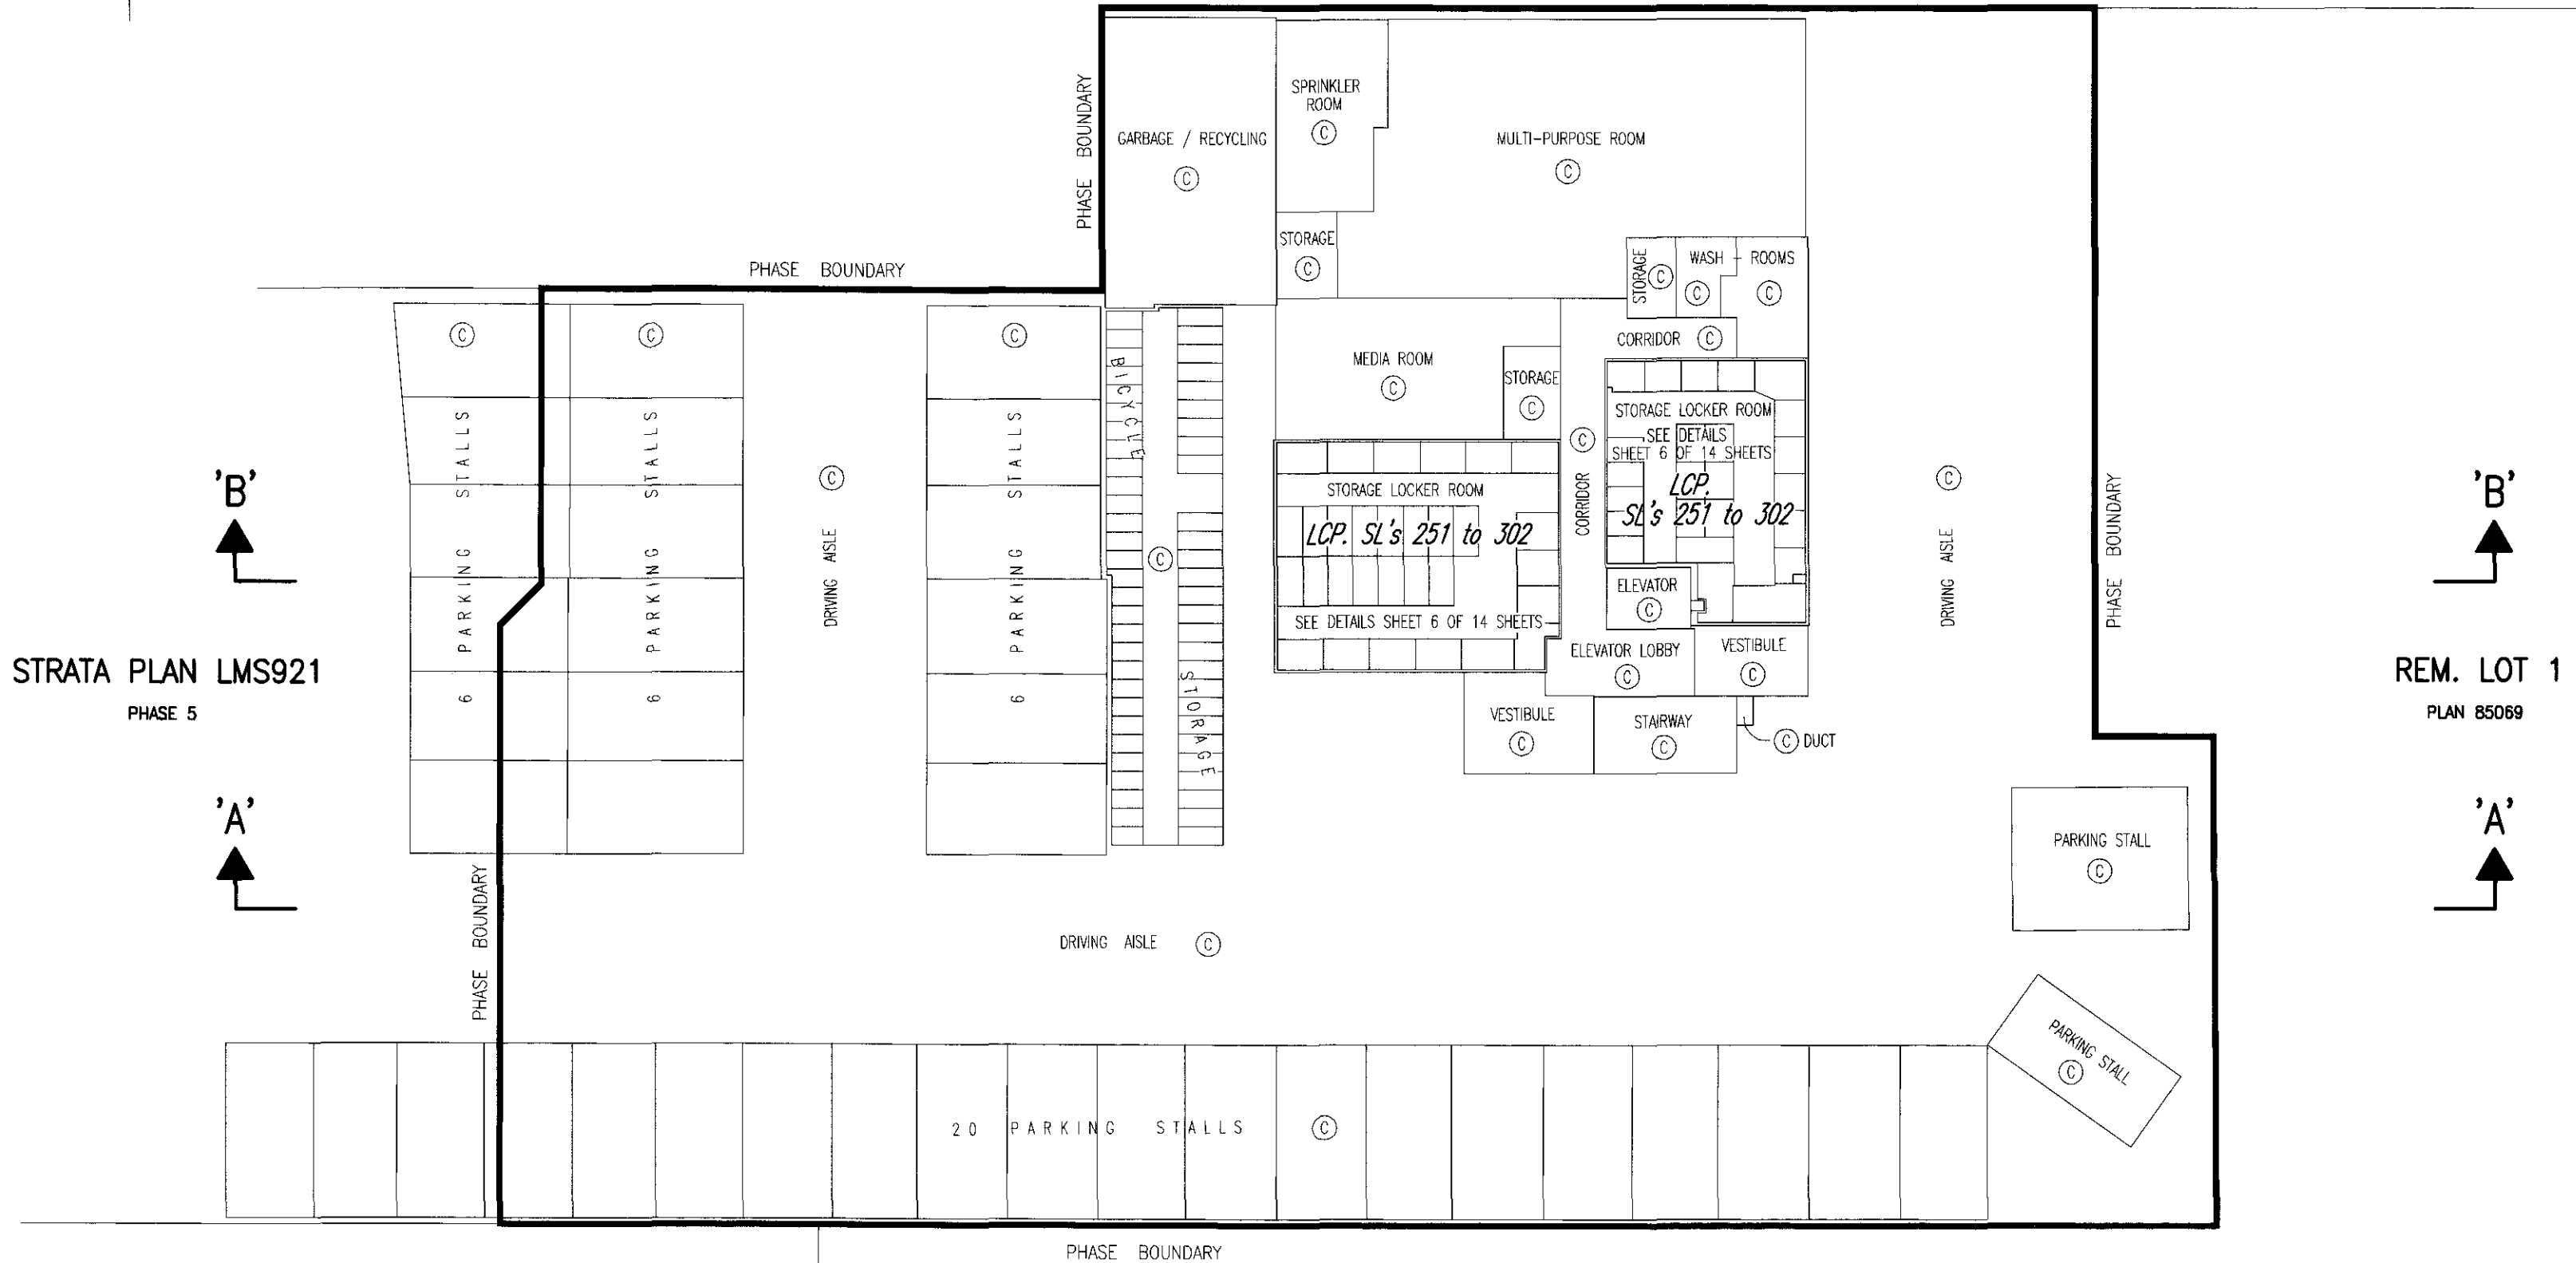 PHASE BOUNDARY
GARBAGE / RECYCLING
C
SPRINKLER
ROOM
C
MULTI-PURPOSE ROOM
C
STORAGE
C
STORAGE
C
WASH - ROOMS
C
C
CORRIDOR C
PHASE BOUNDARY
C
C
C
6 PARKING STALLS
6 PARKING STALLS
6 PARKING STALLS
C
DRIVING AISLE
BICYCLE
C
STORAGE
MEDIA ROOM
C
STORAGE
C
C
CORRIDOR
STORAGE LOCKER ROOM
SEE DETAILS
SHEET 6 OF 14 SHEETS
LCP.
SL's 251 to 302
STORAGE LOCKER ROOM
LCP. SL's 251 to 302
SEE DETAILS SHEET 6 OF 14 SHEETS
ELEVATOR
C
ELEVATOR LOBBY
C
VESTIBULE
C
VESTIBULE
C
STAIRWAY
C
C DUCT
C
DRIVING AISLE
PHASE BOUNDARY
'B'
'B'
STRATA PLAN LMS921
PHASE 5
REM. LOT 1
PLAN 85069
'A'
'A'
PARKING STALL
C
PHASE BOUNDARY
DRIVING AISLE C
PARKING STALL
C
20 PARKING STALLS C
PHASE BOUNDARY